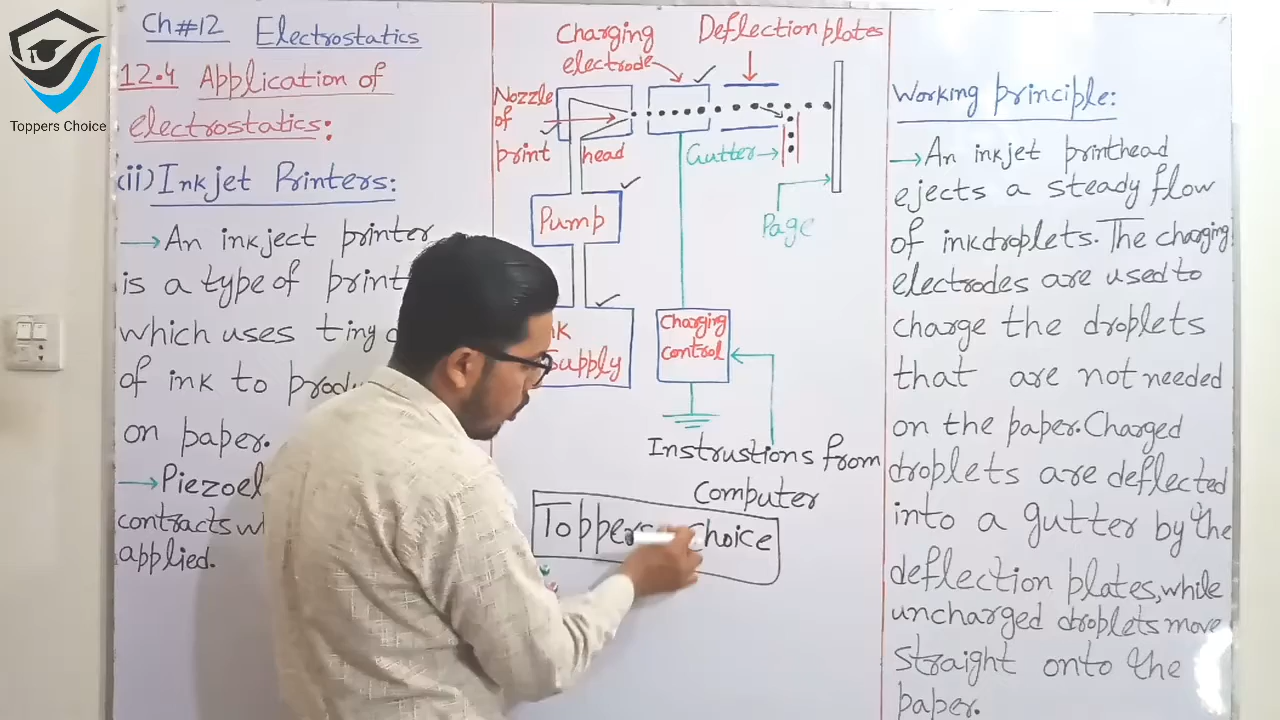 Toppers Choice
Ch#12 Electrostatics
12.4 Application of
electrostatics:
(ii) Inkjet Printers:
→ An inkject printer
is a type of print
which uses ting
of ink to
on paper.
→
contracts
applied.
Charging
electrode
Deflection plates
Nozzle
of
print head
Gutter→
Page
Pump
Supply
Charging
control
Instrustions from
Computer
Toppers Choice
Working principle:
→ An inkjet printhead
ejects a steady flow
of inkdroplets. The charging
electrodes are used to
charge the droplets
that are not needed
on the paper. Charged
droplets are deflected
into a gutter by the
deflection plates, while
uncharged droplets move
straight onto the
paper.